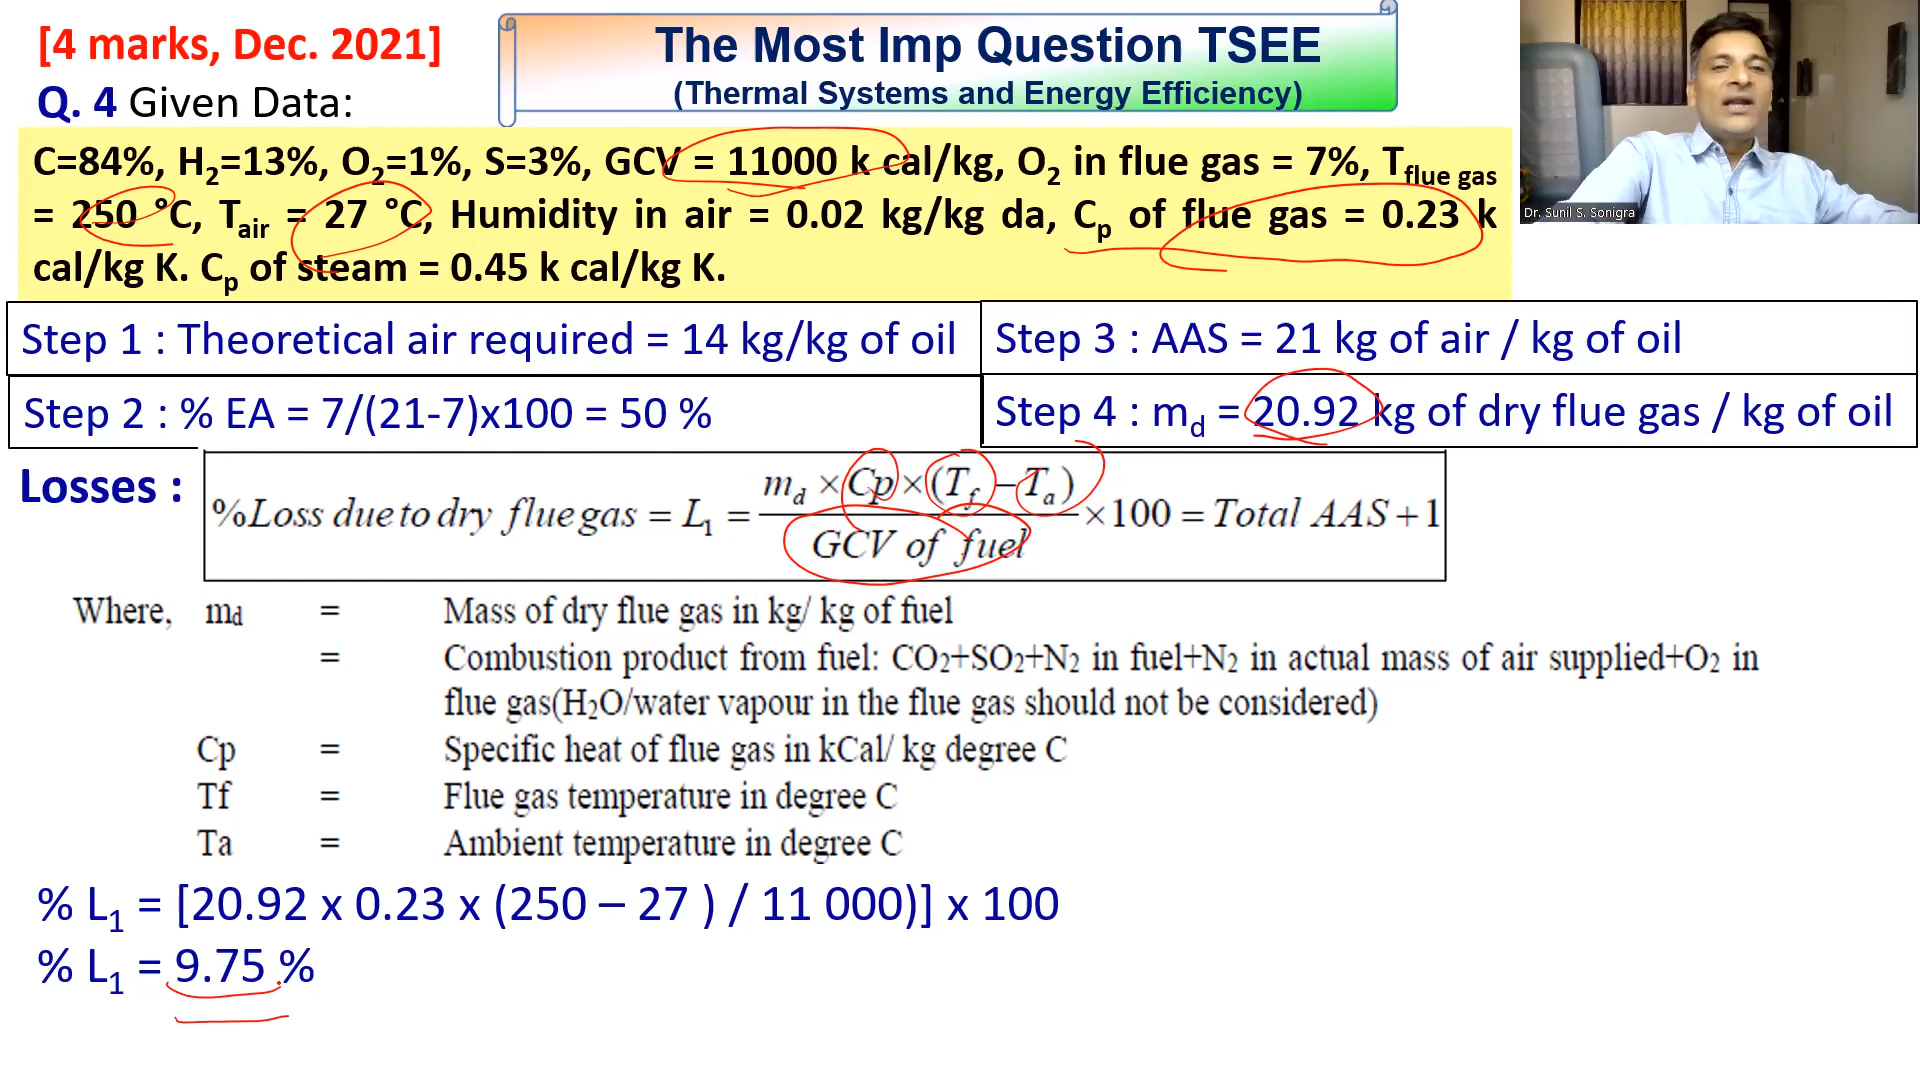 [4 marks, Dec. 2021]
The Most Imp Question TSEE
(Thermal Systems and Energy Efficiency)
Q. 4 Given Data:
C=84%, H₂=13%, O₂=1%, S=3%, GCV = 11000 k cal/kg, O₂ in flue gas = 7%, T flue gas
= 250 °C, T air = 27 °C, Humidity in air = 0.02 kg/kg da, Cp of flue gas = 0.23 k
cal/kg K. Cp of steam = 0.45 k cal/kg K.
Dr. Sunil S. Sonigra
Step 1 : Theoretical air required = 14 kg/kg of oil
Step 3 : AAS = 21 kg of air / kg of oil
Step 2 : % EA = 7/(21-7)x100 = 50 %
Step 4 : md = 20.92 kg of dry flue gas / kg of oil
Losses :
%Loss due to dry flue gas = L₁ = md × Cp × (Tf − Ta) / GCV of fuel × 100 = Total AAS + 1
Where, md = Mass of dry flue gas in kg/ kg of fuel
= Combustion product from fuel: CO₂+SO₂+N₂ in fuel+N₂ in actual mass of air supplied+O₂ in
flue gas(H₂O/water vapour in the flue gas should not be considered)
Cp = Specific heat of flue gas in kCal/ kg degree C
Tf = Flue gas temperature in degree C
Ta = Ambient temperature in degree C
% L₁ = [20.92 x 0.23 x (250 – 27 ) / 11 000)] x 100
% L₁ = 9.75 %